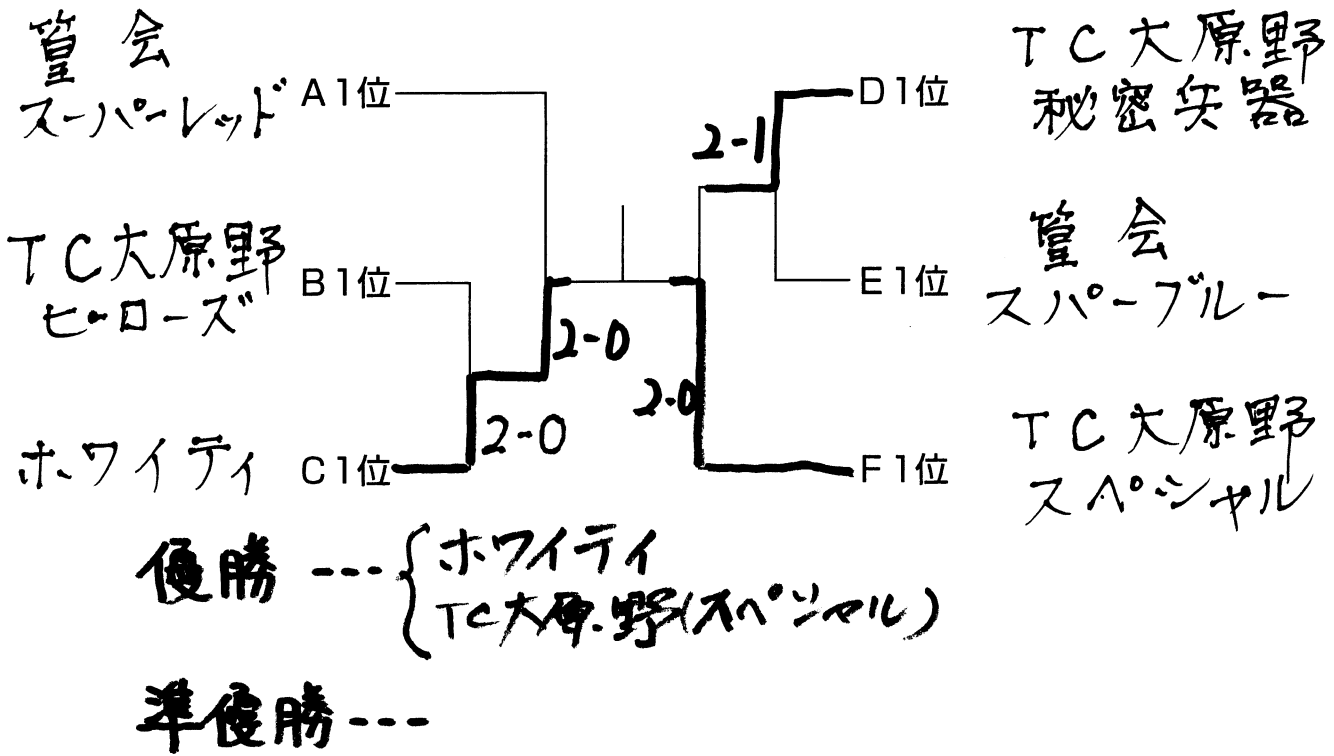 篁会
スーパーレッド
A1位
TC大原野
ヒーローズ
B1位
ホワイティ
C1位
2-0
2-0
2-1
2-0
D1位
TC大原野
秘密兵器
E1位
篁会
スパーブルー
F1位
TC大原野
スペシャル
優勝---{ホワイティ
TC大原野(スペシャル)
準優勝---